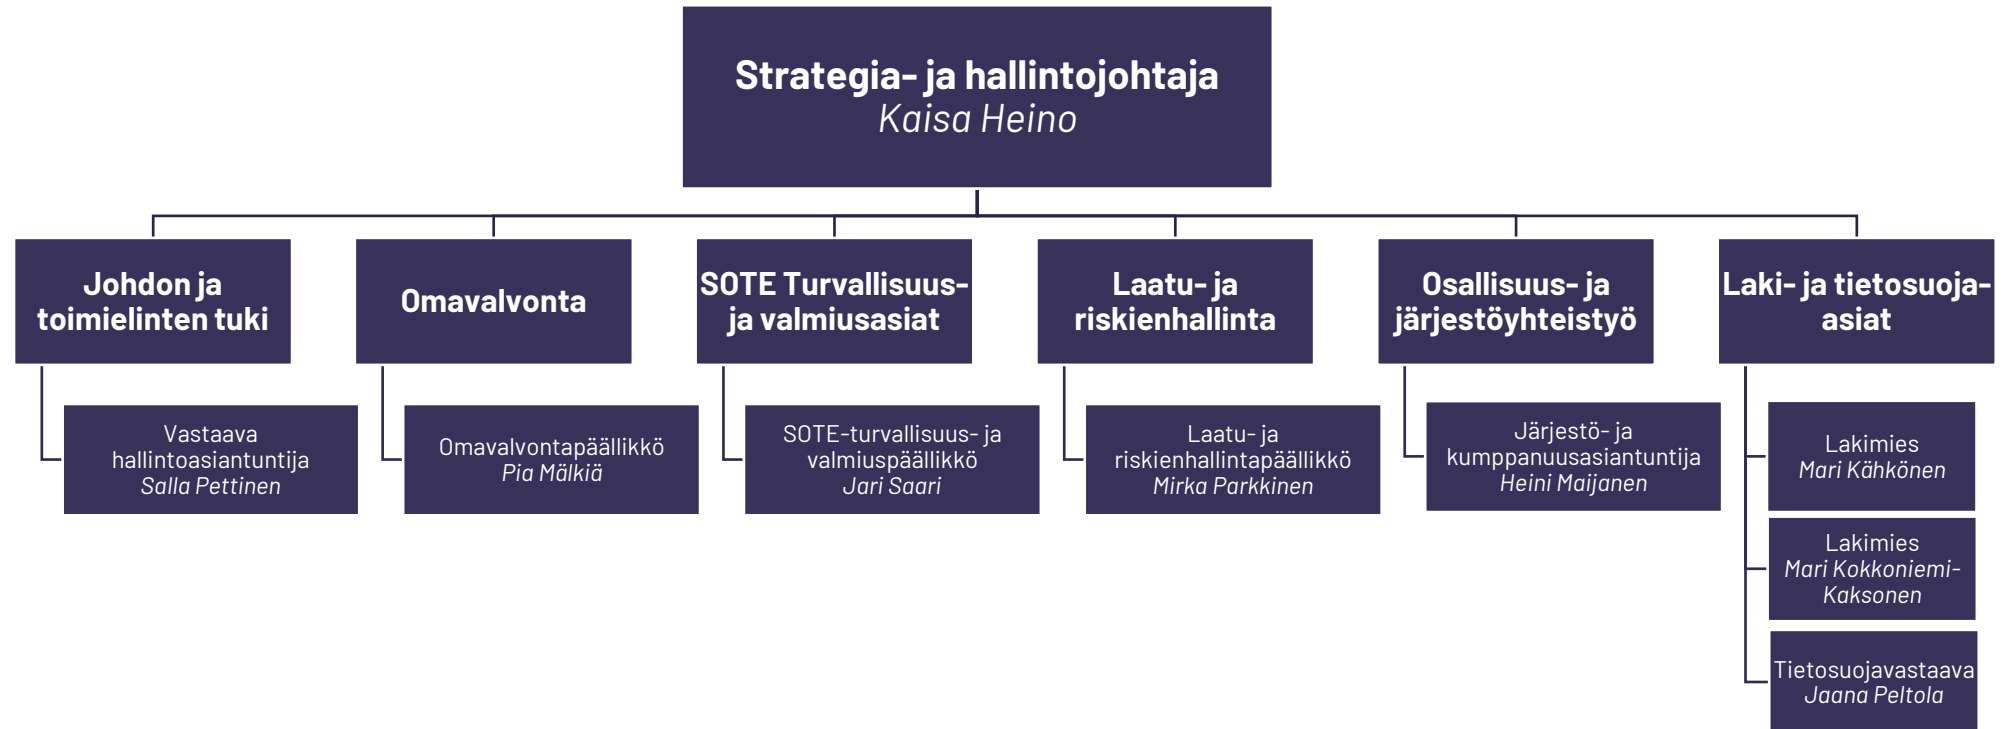 Strategia- ja hallintojohtaja
Kaisa Heino
Johdon ja
toimielinten tuki
Omavalvonta
SOTE Turvallisuus-
ja valmiusasiat
Laatu- ja
riskienhallinta
Osallisuus- ja
järjestöyhteistyö
Laki- ja tietosuoja-
asiat
Vastaava
hallintoasiantuntija
Salla Pettinen
Omavalvontapäällikkö
Pia Mälkiä
SOTE-turvallisuus- ja
valmiuspäällikkö
Jari Saari
Laatu- ja
riskienhallintapäällikkö
Mirka Parkkinen
Järjestö- ja
kumppanuusasiantuntija
Heini Maijanen
Lakimies
Mari Kähkönen
Lakimies
Mari Kokkoniemi-
Kaksonen
Tietosuojavastaava
Jaana Peltola